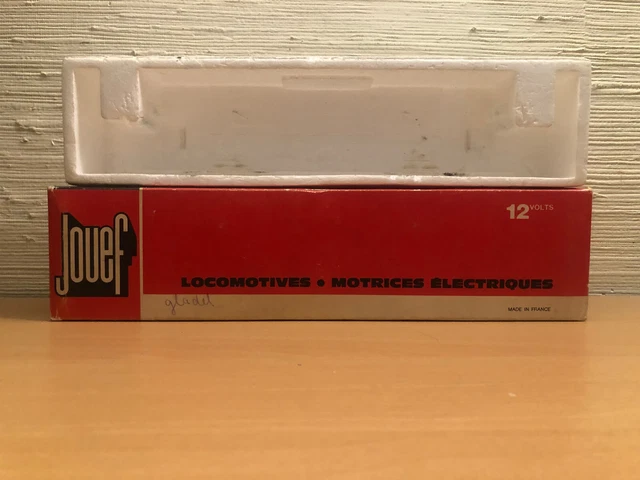 Jouef
12 VOLTS
LOCOMOTIVES • MOTRICES ÉLECTRIQUES
MADE IN FRANCE